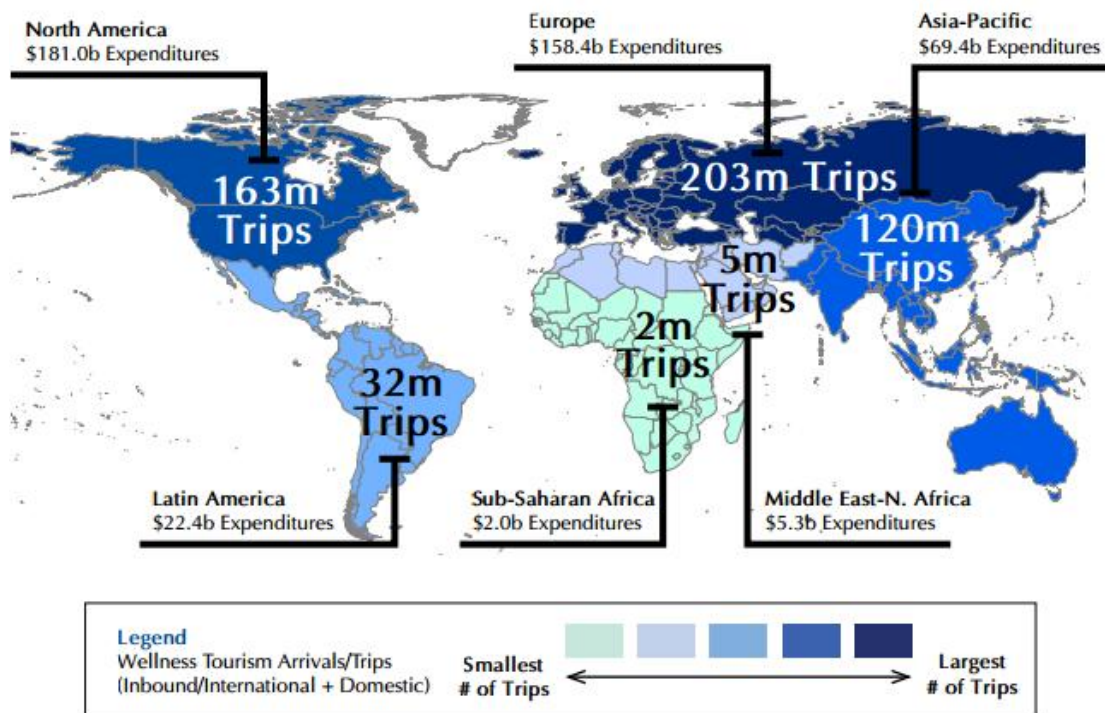 North America
$181.0b Expenditures
Europe
$158.4b Expenditures
Asia-Pacific
$69.4b Expenditures
163m
Trips
203m Trips
120m
Trips
5m
Trips
2m
Trips
32m
Trips
Latin America
$22.4b Expenditures
Sub-Saharan Africa
$2.0b Expenditures
Middle East-N. Africa
$5.3b Expenditures
Legend
Wellness Tourism Arrivals/Trips
(Inbound/International + Domestic)
Smallest
# of Trips
Largest
# of Trips